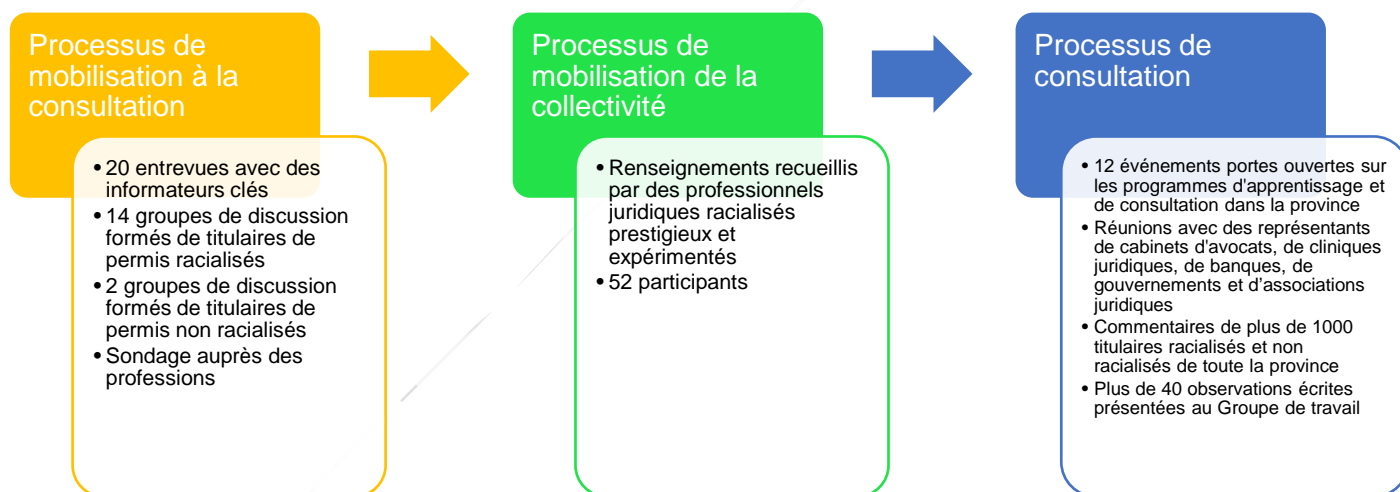 Processus de
mobilisation à la
consultation
• 20 entrevues avec des
informateurs clés
• 14 groupes de discussion
formés de titulaires de
permis racialisés
• 2 groupes de discussion
formés de titulaires de
permis non racialisés
• Sondage auprès des
professions
Processus de
mobilisation de la
collectivité
• Renseignements recueillis
par des professionnels
juridiques racialisés
prestigieux et
expérimentés
• 52 participants
Processus de
consultation
• 12 événements portes ouvertes sur
les programmes d'apprentissage et
de consultation dans la province
• Réunions avec des représentants
de cabinets d'avocats, de cliniques
juridiques, de banques, de
gouvernements et d’associations
juridiques
• Commentaires de plus de 1000
titulaires racialisés et non
racialisés de toute la province
• Plus de 40 observations écrites
présentées au Groupe de travail